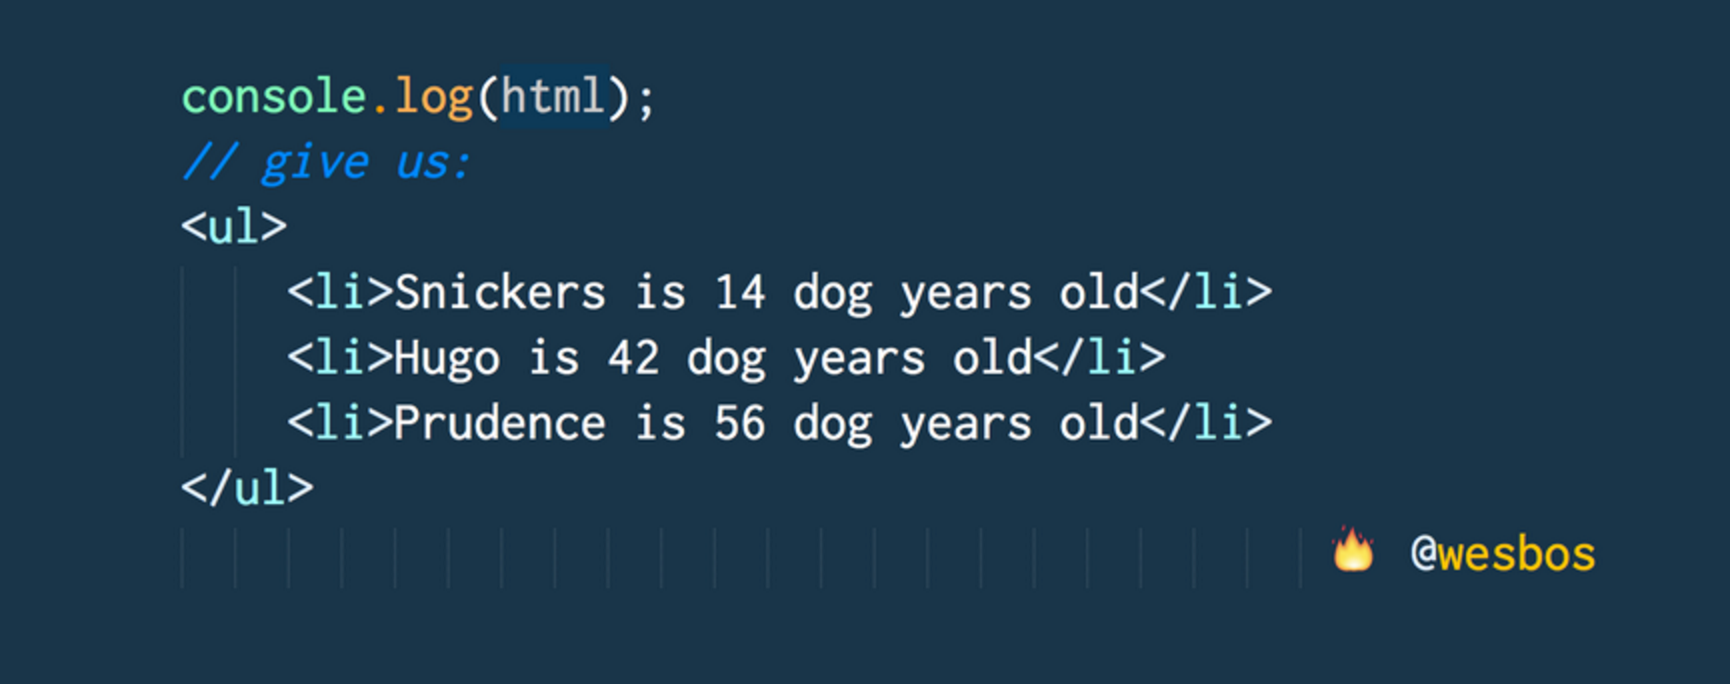 console.log(html);
// give us:
<ul>
    <li>Snickers is 14 dog years old</li>
    <li>Hugo is 42 dog years old</li>
    <li>Prudence is 56 dog years old</li>
</ul>
🔥 @wesbos